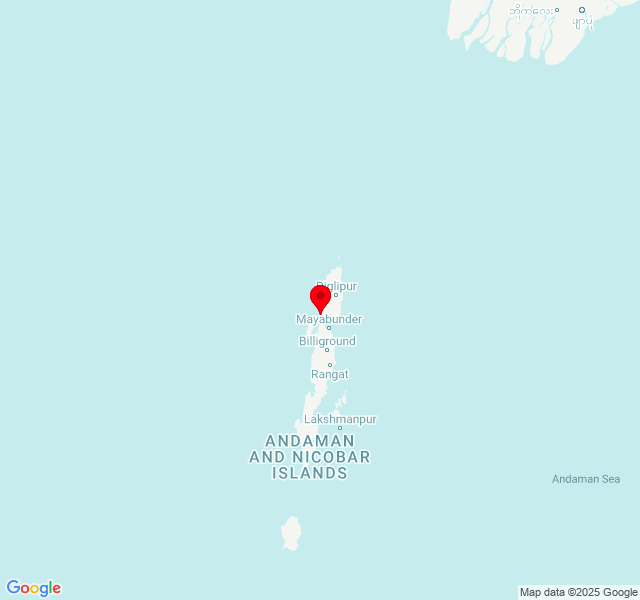 ဘိုကလေး
ဖျာပုံ
Diglipur
Mayabunder
Billiground
Rangat
Lakshmanpur
ANDAMAN
AND NICOBAR
ISLANDS
Andaman Sea
Google
Map data ©2025 Google